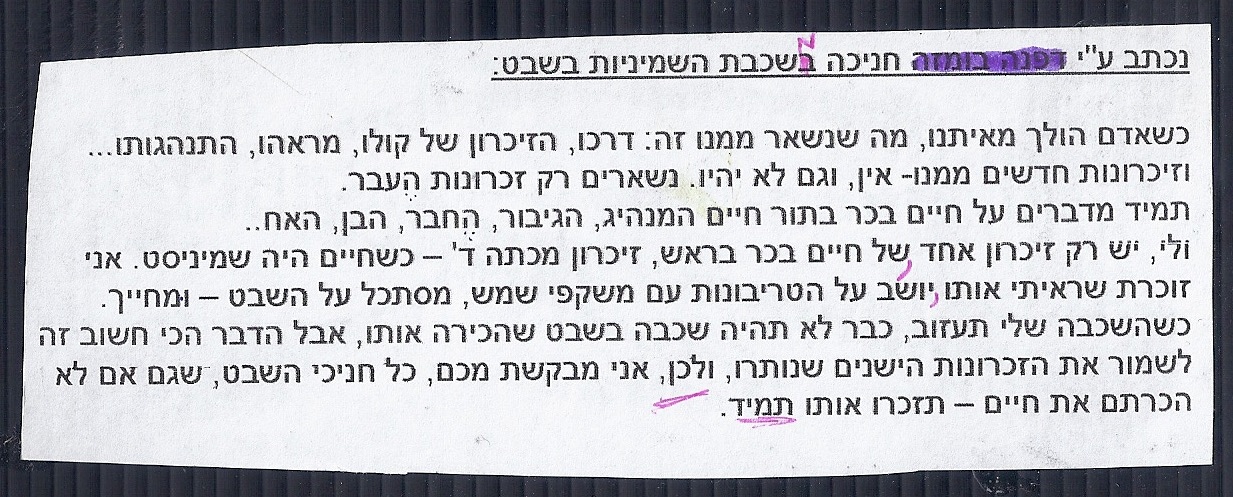 נכתב ע"י דפנה בומזה חניכה בשכבת השמיניות בשבט:
כשאדם הולך מאיתנו, מה שנשאר ממנו זה: דרכו, הזיכרון של קולו, מראהו, התנהגותו...
וזיכרונות חדשים ממנו- אין, וגם לא יהיו. נשארים רק זכרונות הֶעבר.
תמיד מדברים על חיים בכר בתור חיים המנהיג, הגיבור, הֶחבר, הבן, האח..
ולי, יש רק זיכרון אחד של חיים בכר בראש, זיכרון מכתה ד' – כשחיים היה שמיניסט. אני
זוכרת שראיתי אותו, יושב על הטריבונות עם משקפי שמש, מסתכל על השבט – ומחייך.
כשהשכבה שלי תעזוב, כבר לא תהיה שכבה בשבט שהכירה אותו, אבל הדבר הכי חשוב זה
לשמור את הזכרונות הישנים שנותרו, ולכן, אני מבקשת מכם, כל חניכי השבט, שגם אם לא
הכרתם את חיים – תזכרו אותו תמיד.